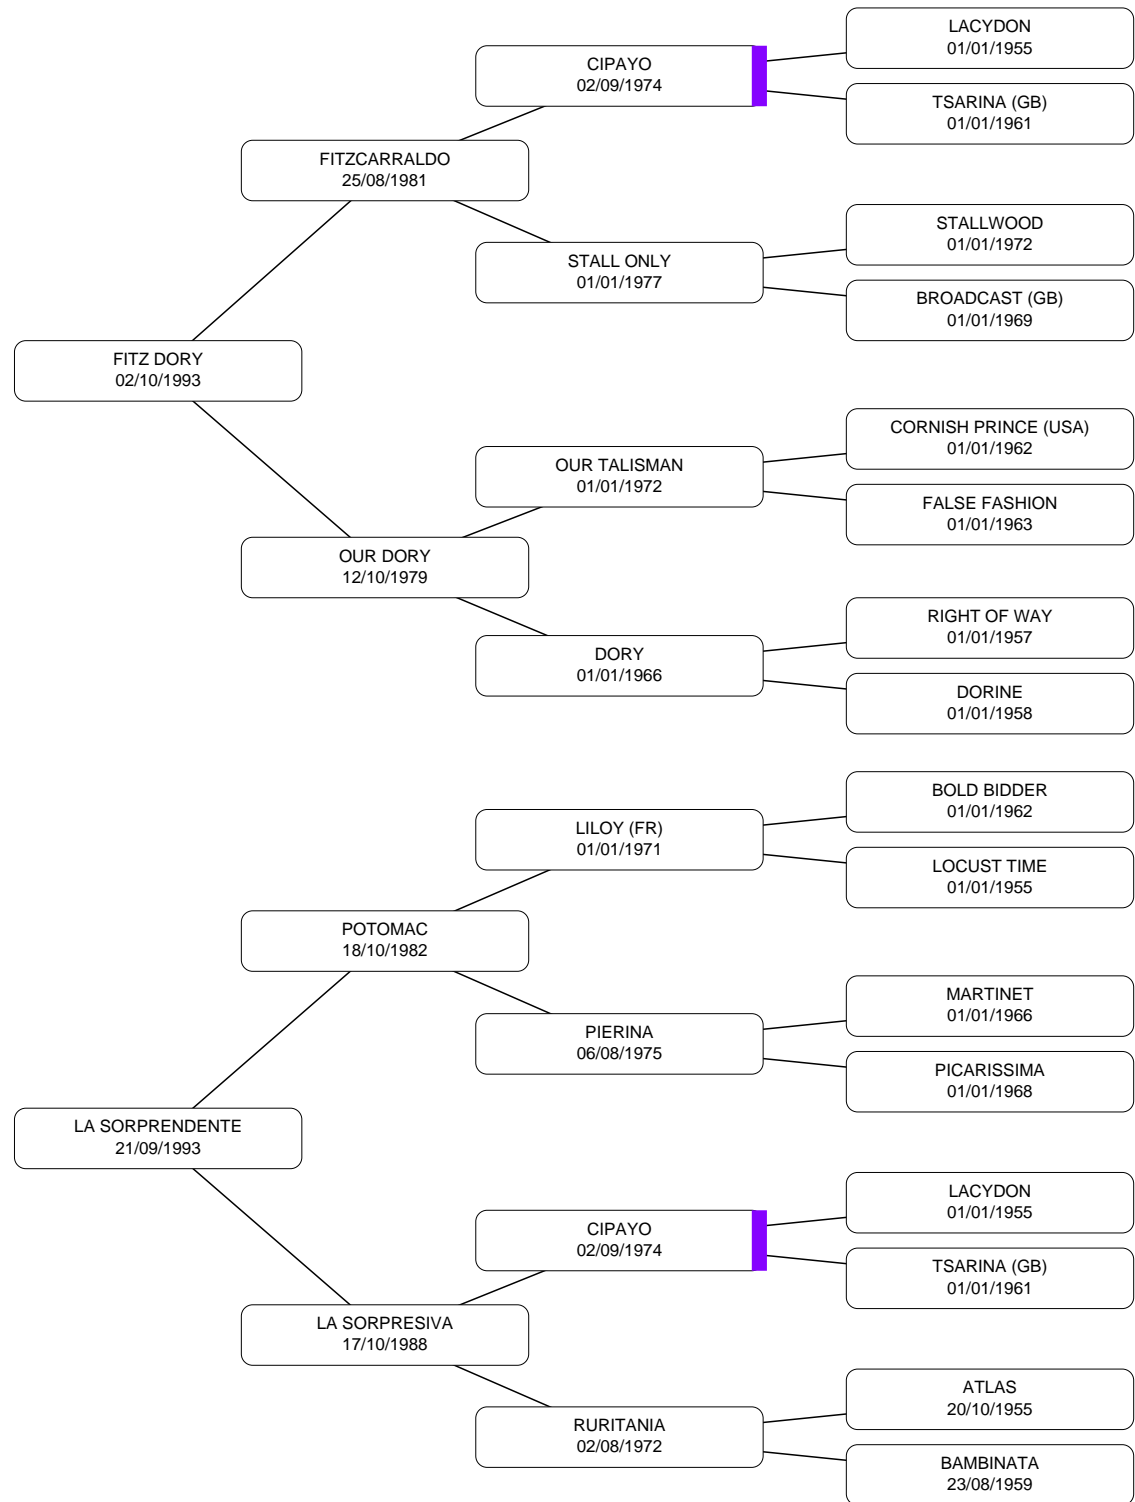 LACYDON
01/01/1955
CIPAYO
02/09/1974
TSARINA (GB)
01/01/1961
FITZCARRALDO
25/08/1981
STALLWOOD
01/01/1972
STALL ONLY
01/01/1977
BROADCAST (GB)
01/01/1969
FITZ DORY
02/10/1993
CORNISH PRINCE (USA)
01/01/1962
OUR TALISMAN
01/01/1972
FALSE FASHION
01/01/1963
OUR DORY
12/10/1979
RIGHT OF WAY
01/01/1957
DORY
01/01/1966
DORINE
01/01/1958
BOLD BIDDER
01/01/1962
LILOY (FR)
01/01/1971
LOCUST TIME
01/01/1955
POTOMAC
18/10/1982
MARTINET
01/01/1966
PIERINA
06/08/1975
PICARISSIMA
01/01/1968
LA SORPRENDENTE
21/09/1993
LACYDON
01/01/1955
CIPAYO
02/09/1974
TSARINA (GB)
01/01/1961
LA SORPRESIVA
17/10/1988
ATLAS
20/10/1955
RURITANIA
02/08/1972
BAMBINATA
23/08/1959